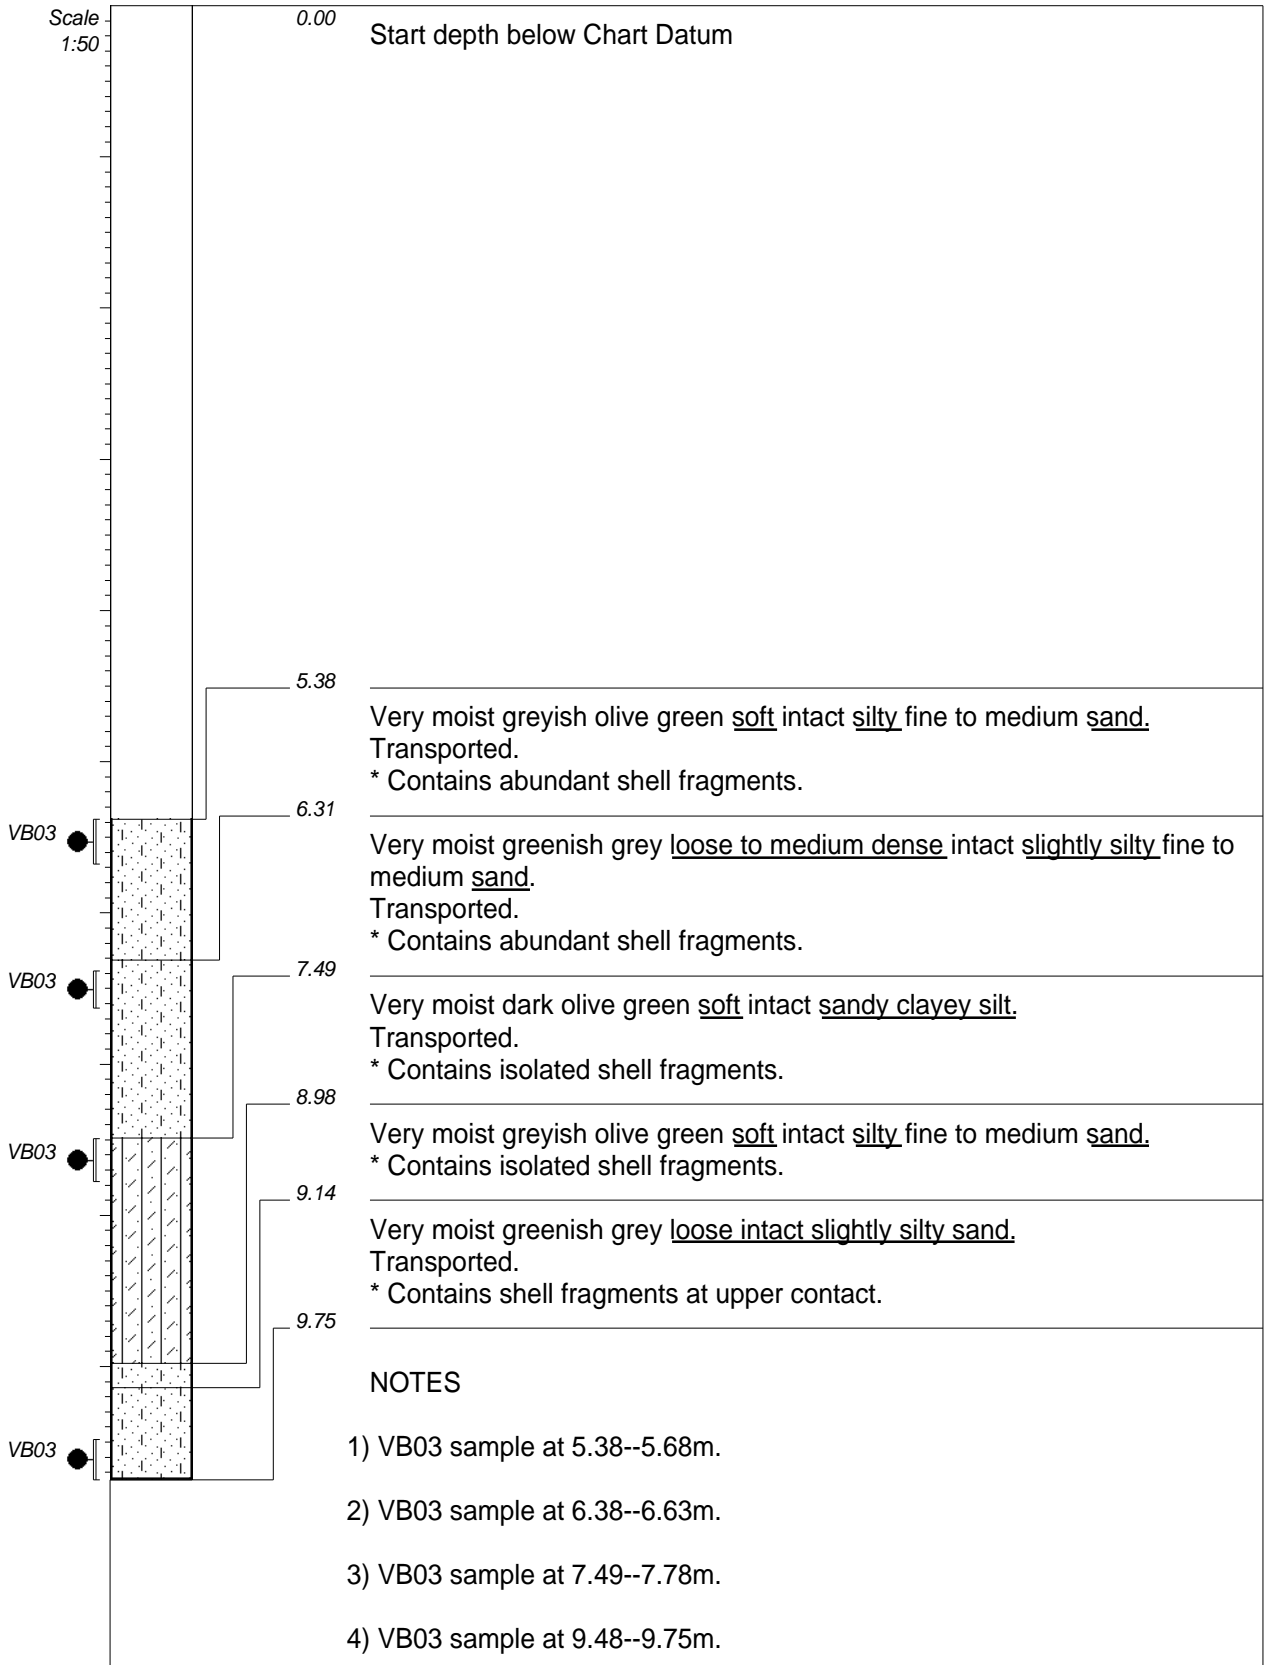 Scale
1:50
0.00
Start depth below Chart Datum
5.38
Very moist greyish olive green soft intact silty fine to medium sand.
Transported.
* Contains abundant shell fragments.
6.31
VB03
Very moist greenish grey loose to medium dense intact slightly silty fine to
medium sand.
Transported.
* Contains abundant shell fragments.
7.49
VB03
Very moist dark olive green soft intact sandy clayey silt.
Transported.
* Contains isolated shell fragments.
8.98
Very moist greyish olive green soft intact silty fine to medium sand.
* Contains isolated shell fragments.
VB03
9.14
Very moist greenish grey loose intact slightly silty sand.
Transported.
* Contains shell fragments at upper contact.
9.75
NOTES
1) VB03 sample at 5.38--5.68m.
VB03
2) VB03 sample at 6.38--6.63m.
3) VB03 sample at 7.49--7.78m.
4) VB03 sample at 9.48--9.75m.